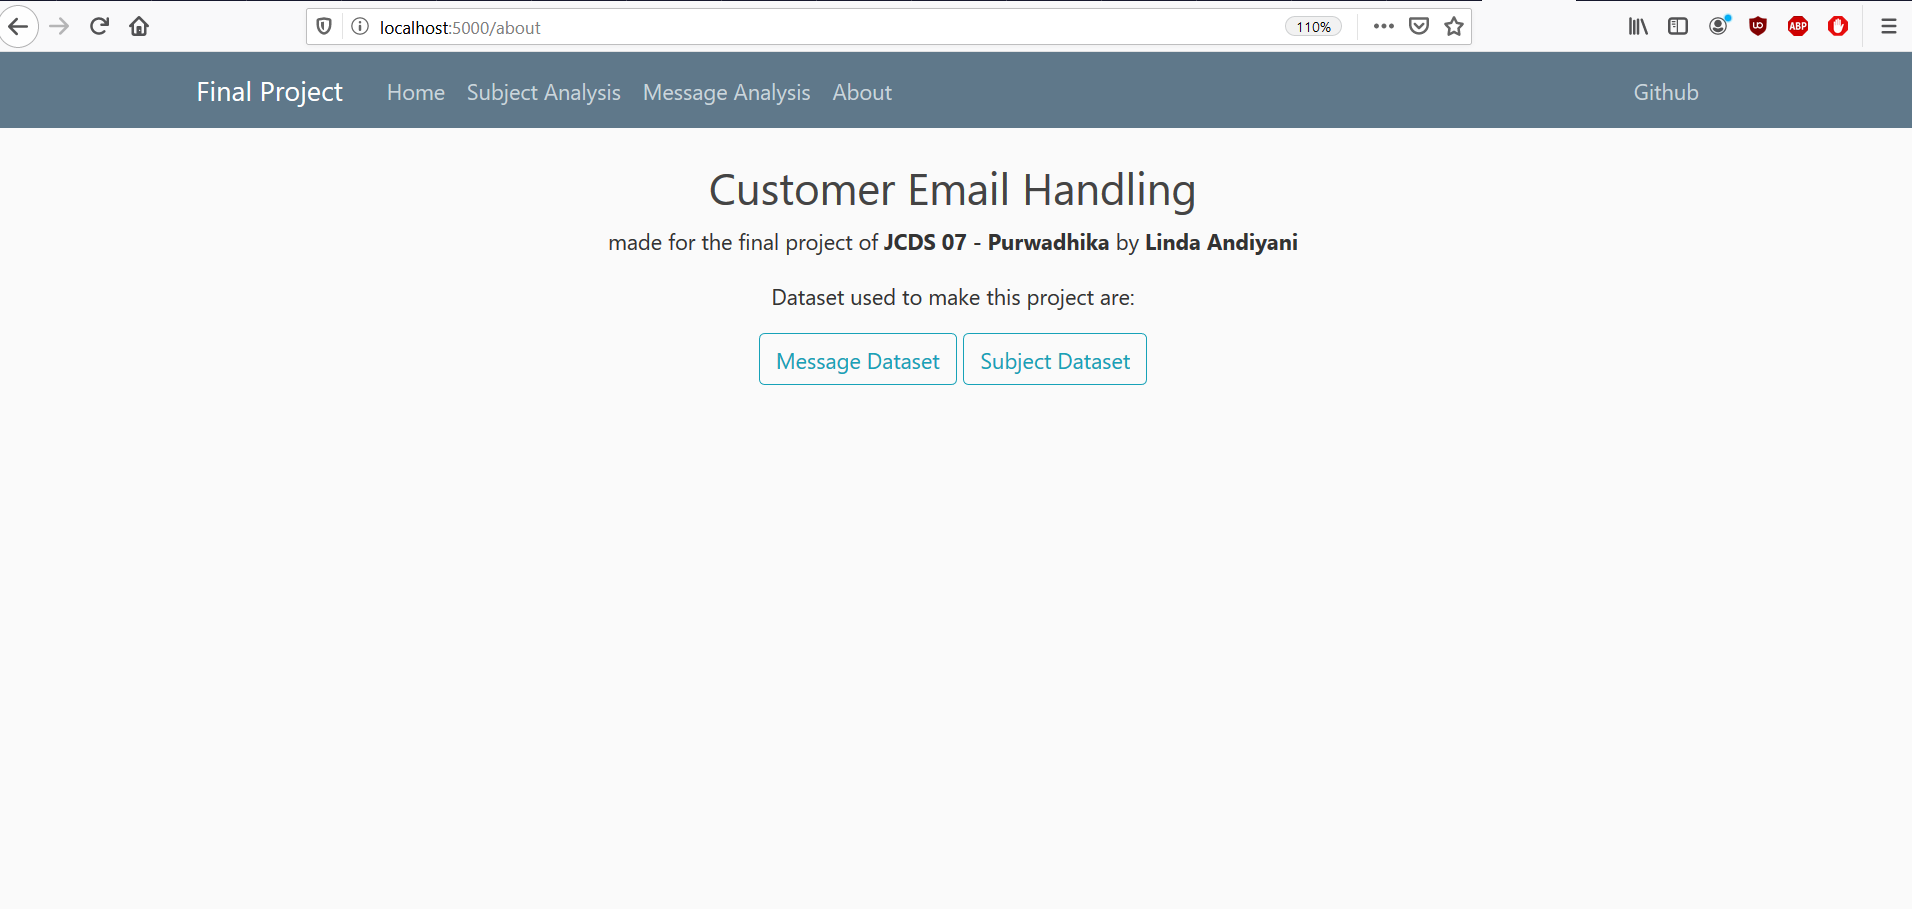 localhost:5000/about 110% ABP
Final Project Home Subject Analysis Message Analysis About Github
Customer Email Handling
made for the final project of JCDS 07 - Purwadhika by Linda Andiyani
Dataset used to make this project are:
Message Dataset Subject Dataset